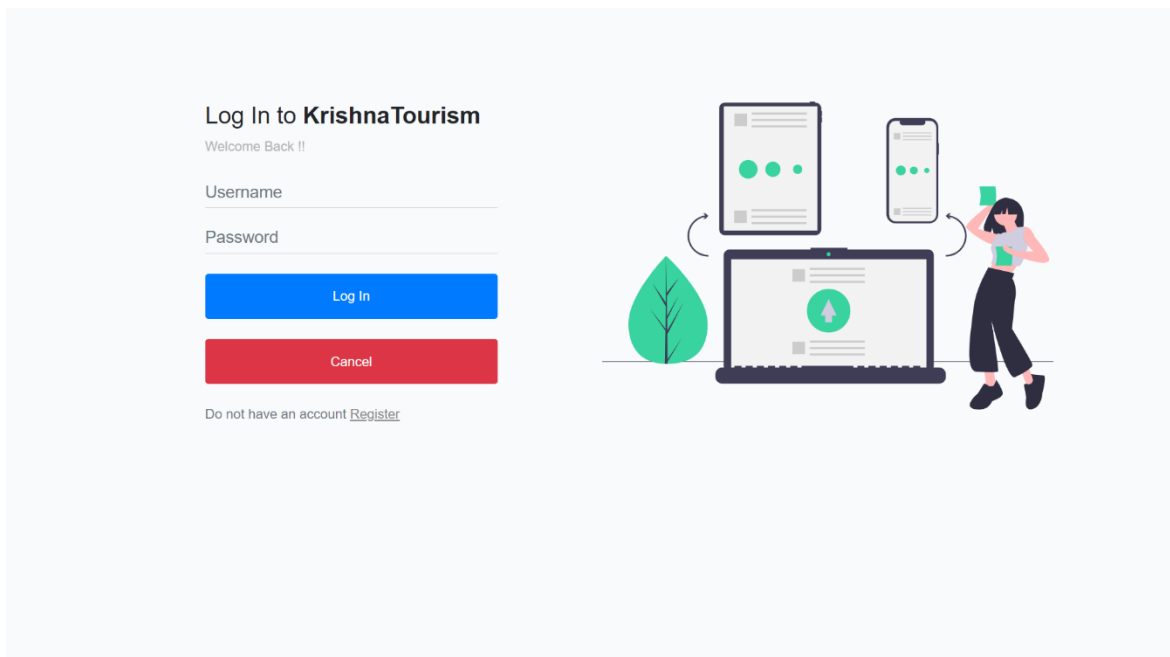 Log In to KrishnaTourism
Welcome Back !!
Username
Password
Log In
Cancel
Do not have an account Register